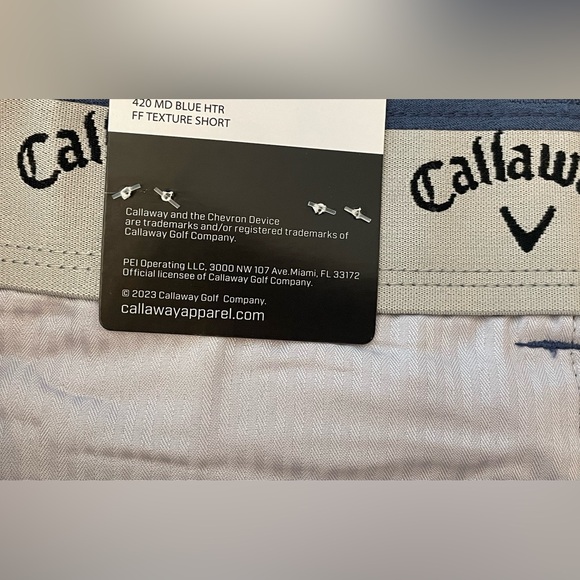 420 MD BLUE HTR
FF TEXTURE SHORT
Callaway and the Chevron Device
are trademarks and/or registered trademarks of
Callaway Golf Company.
PEI Operating LLC, 3000 NW 107 Ave.Miami, FL 33172
Official licensee of Callaway Golf Company.
© 2023 Callaway Golf Company.
callawayapparel.com
Cal
Callaw